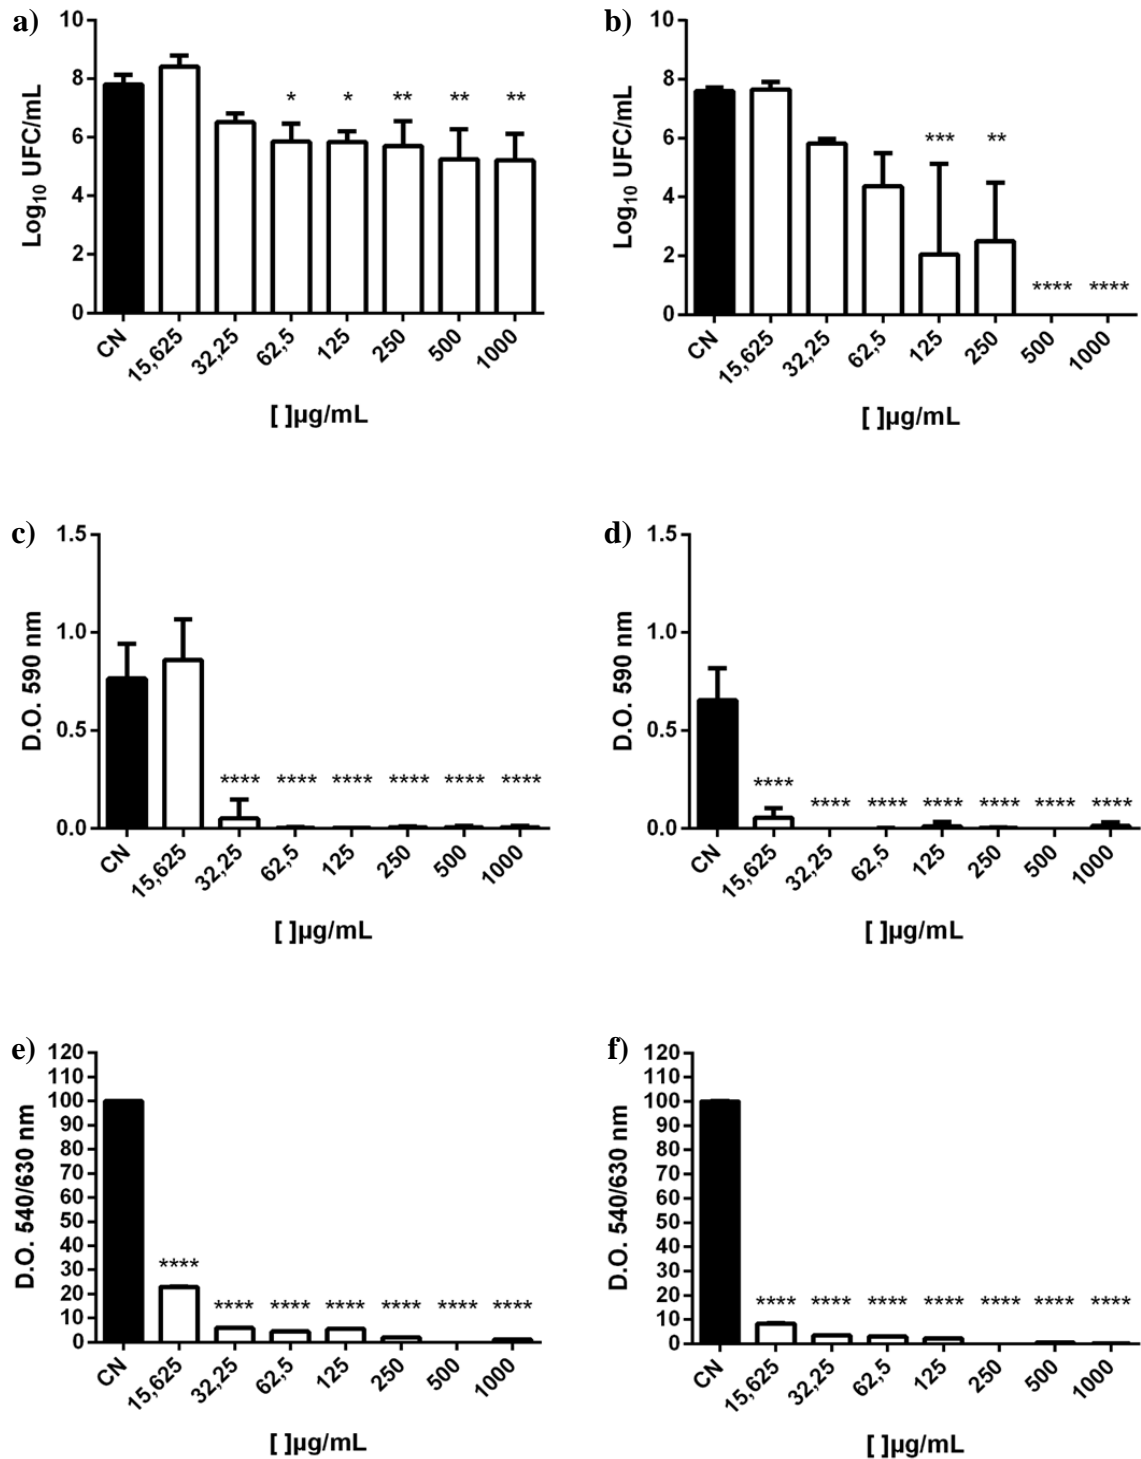 a)
10
8
6
4
2
0
Log10 UFC/mL
* * ** ** **
CN 15,625 32,25 62,5 125 250 500 1000
[ ]µg/mL
b)
10
8
6
4
2
0
Log10 UFC/mL
*** ** **** ****
CN 15,625 32,25 62,5 125 250 500 1000
[ ]µg/mL
c)
1.5
1.0
0.5
0.0
D.O. 590 nm
**** **** **** **** **** ****
CN 15,625 32,25 62,5 125 250 500 1000
[ ]µg/mL
d)
1.5
1.0
0.5
0.0
D.O. 590 nm
****
**** **** **** **** **** ****
CN 15,625 32,25 62,5 125 250 500 1000
[ ]µg/mL
e)
120
110
100
90
80
70
60
50
40
30
20
10
0
D.O. 540/630 nm
****
**** **** **** **** **** ****
CN 15,625 32,25 62,5 125 250 500 1000
[ ]µg/mL
f)
120
110
100
90
80
70
60
50
40
30
20
10
0
D.O. 540/630 nm
**** **** **** **** **** **** ****
CN 15,625 32,25 62,5 125 250 500 1000
[ ]µg/mL